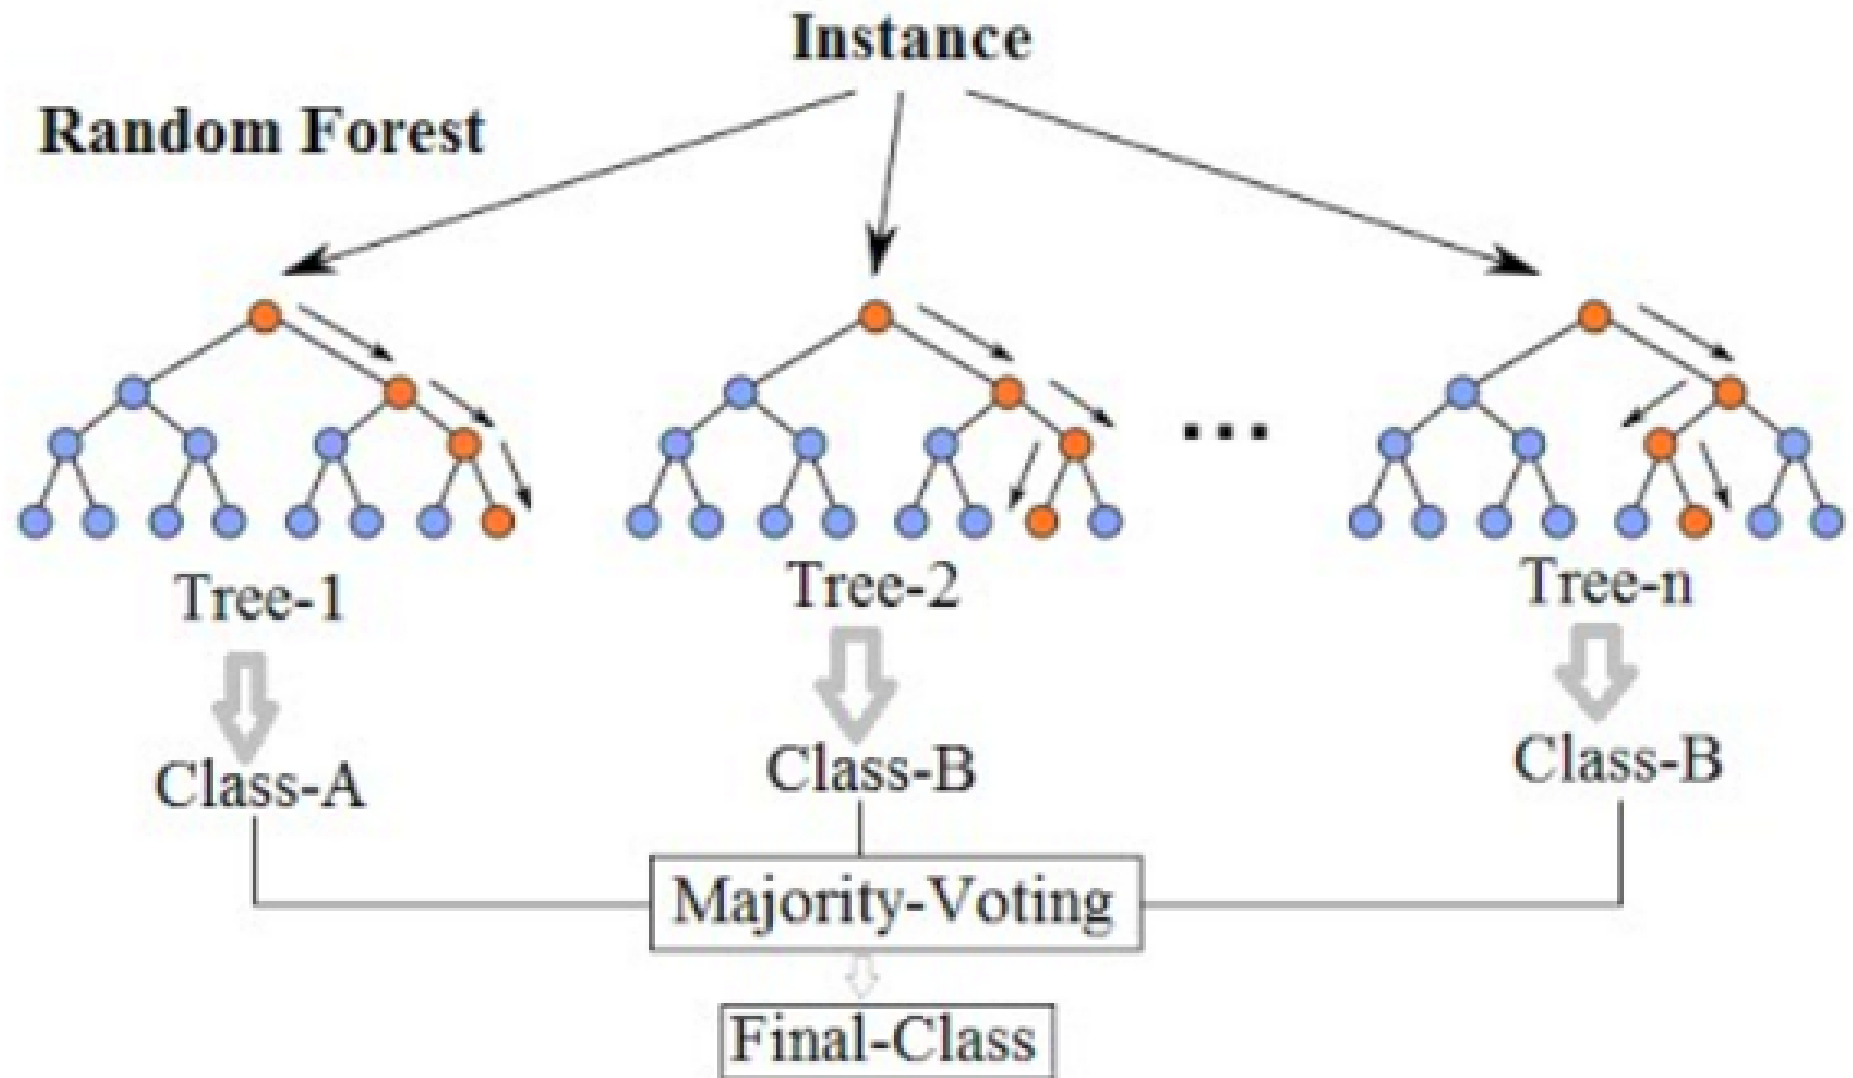 Instance
Random Forest
...
Tree-1
Tree-2
Tree-n
Class-A
Class-B
Class-B
Majority-Voting
Final-Class